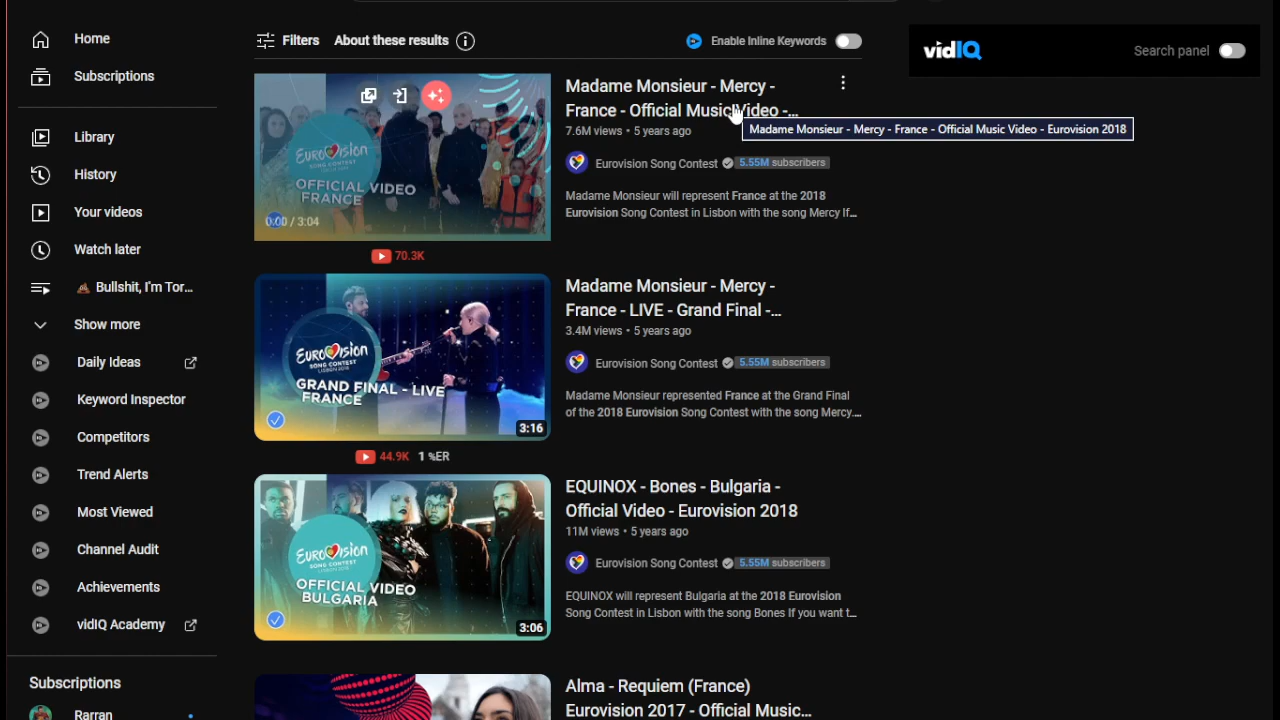 Home
Subscriptions
Library
History
Your videos
Watch later
💩 Bullshit, I'm Tor...
Show more
Daily Ideas
Keyword Inspector
Competitors
Trend Alerts
Most Viewed
Channel Audit
Achievements
vidIQ Academy
Subscriptions
Rarran
Filters
About these results
Enable Inline Keywords
EUROVISION
SONG CONTEST
OFFICIAL VIDEO
FRANCE
0:00 / 3:04
70.3K
Madame Monsieur - Mercy -
France - Official Music Video -...
7.6M views • 5 years ago
Madame Monsieur - Mercy - France - Official Music Video - Eurovision 2018
Eurovision Song Contest 5.55M subscribers
Madame Monsieur will represent France at the 2018
Eurovision Song Contest in Lisbon with the song Mercy If...
EUROVISION
SONG CONTEST
LISBON 2018
GRAND FINAL - LIVE
FRANCE
3:16
44.9K 1 %ER
Madame Monsieur - Mercy -
France - LIVE - Grand Final -...
3.4M views • 5 years ago
Eurovision Song Contest 5.55M subscribers
Madame Monsieur represented France at the Grand Final
of the 2018 Eurovision Song Contest with the song Mercy....
EUROVISION
SONG CONTEST
LISBON 2018
OFFICIAL VIDEO
BULGARIA
3:06
EQUINOX - Bones - Bulgaria -
Official Video - Eurovision 2018
11M views • 5 years ago
Eurovision Song Contest 5.55M subscribers
EQUINOX will represent Bulgaria at the 2018 Eurovision
Song Contest in Lisbon with the song Bones If you want t...
Alma - Requiem (France)
Eurovision 2017 - Official Music...
vidIQ
Search panel